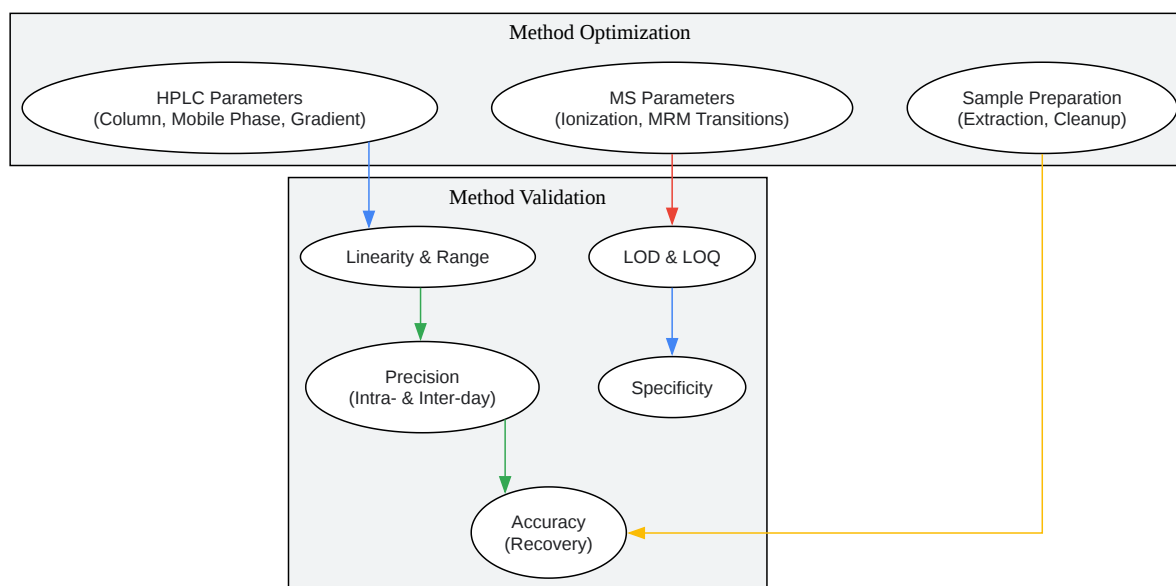 Method Optimization
HPLC Parameters
(Column, Mobile Phase, Gradient)
MS Parameters
(Ionization, MRM Transitions)
Sample Preparation
(Extraction, Cleanup)
Method Validation
Linearity & Range
LOD & LOQ
Precision
(Intra- & Inter-day)
Specificity
Accuracy
(Recovery)